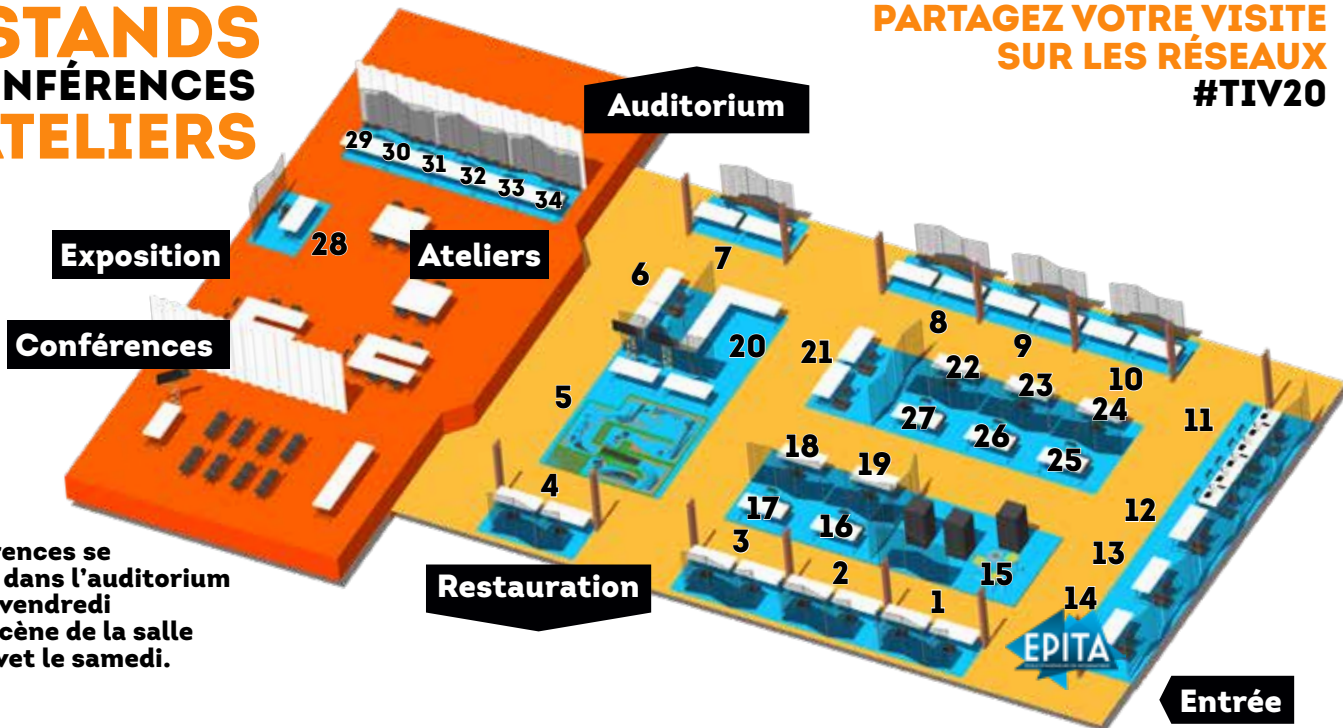 STANDS
NFÉRENCES
ATELIERS
PARTAGEZ VOTRE VISITE
SUR LES RÉSEAUX
#TIV20
Auditorium
29 30 31 32 33 34
Exposition
28
Ateliers
Conférences
6
7
20
5
4
21
8
9
10
22
23
24
27
26
25
11
18
19
17
16
15
12
13
14
3
2
1
Restauration
EPITA
Entrée
rences se
dans l’auditorium
vendredi
cène de la salle
vet le samedi.